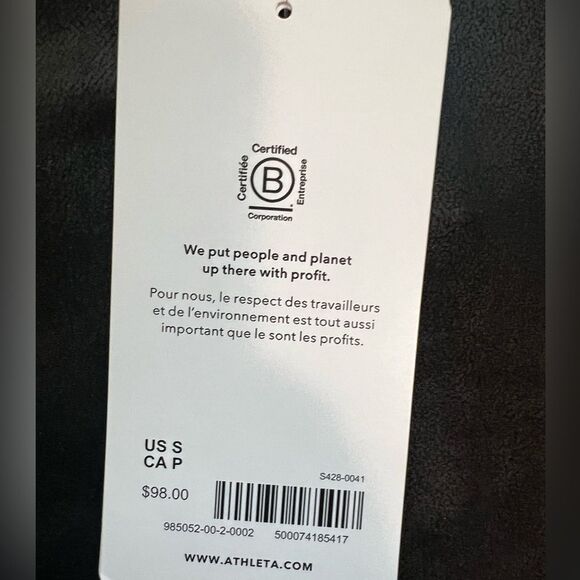 Certified
Certifiée
B
Entreprise
Corporation
We put people and planet
up there with profit.
Pour nous, le respect des travailleurs
et de l'environnement est tout aussi
important que le sont les profits.
US S
CA P
S428-0041
$98.00
985052-00-2-0002 500074185417
WWW.ATHLETA.COM